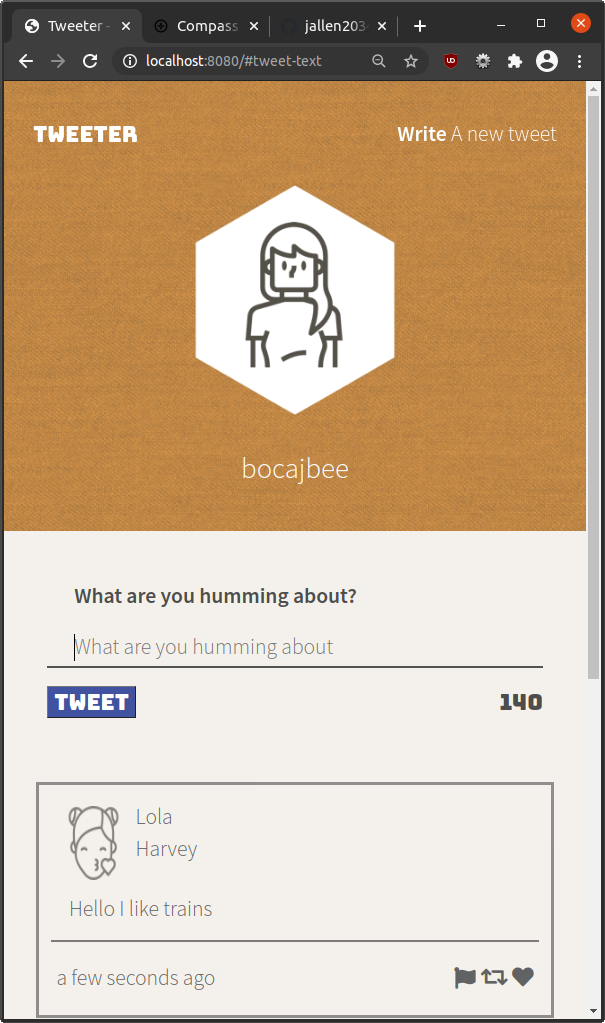 Tweeter -
Compass
jallen203
localhost:8080/#tweet-text
TWEETER
Write A new tweet
bocajbee
What are you humming about?
What are you humming about
TWEET
140
Lola
Harvey
Hello I like trains
a few seconds ago